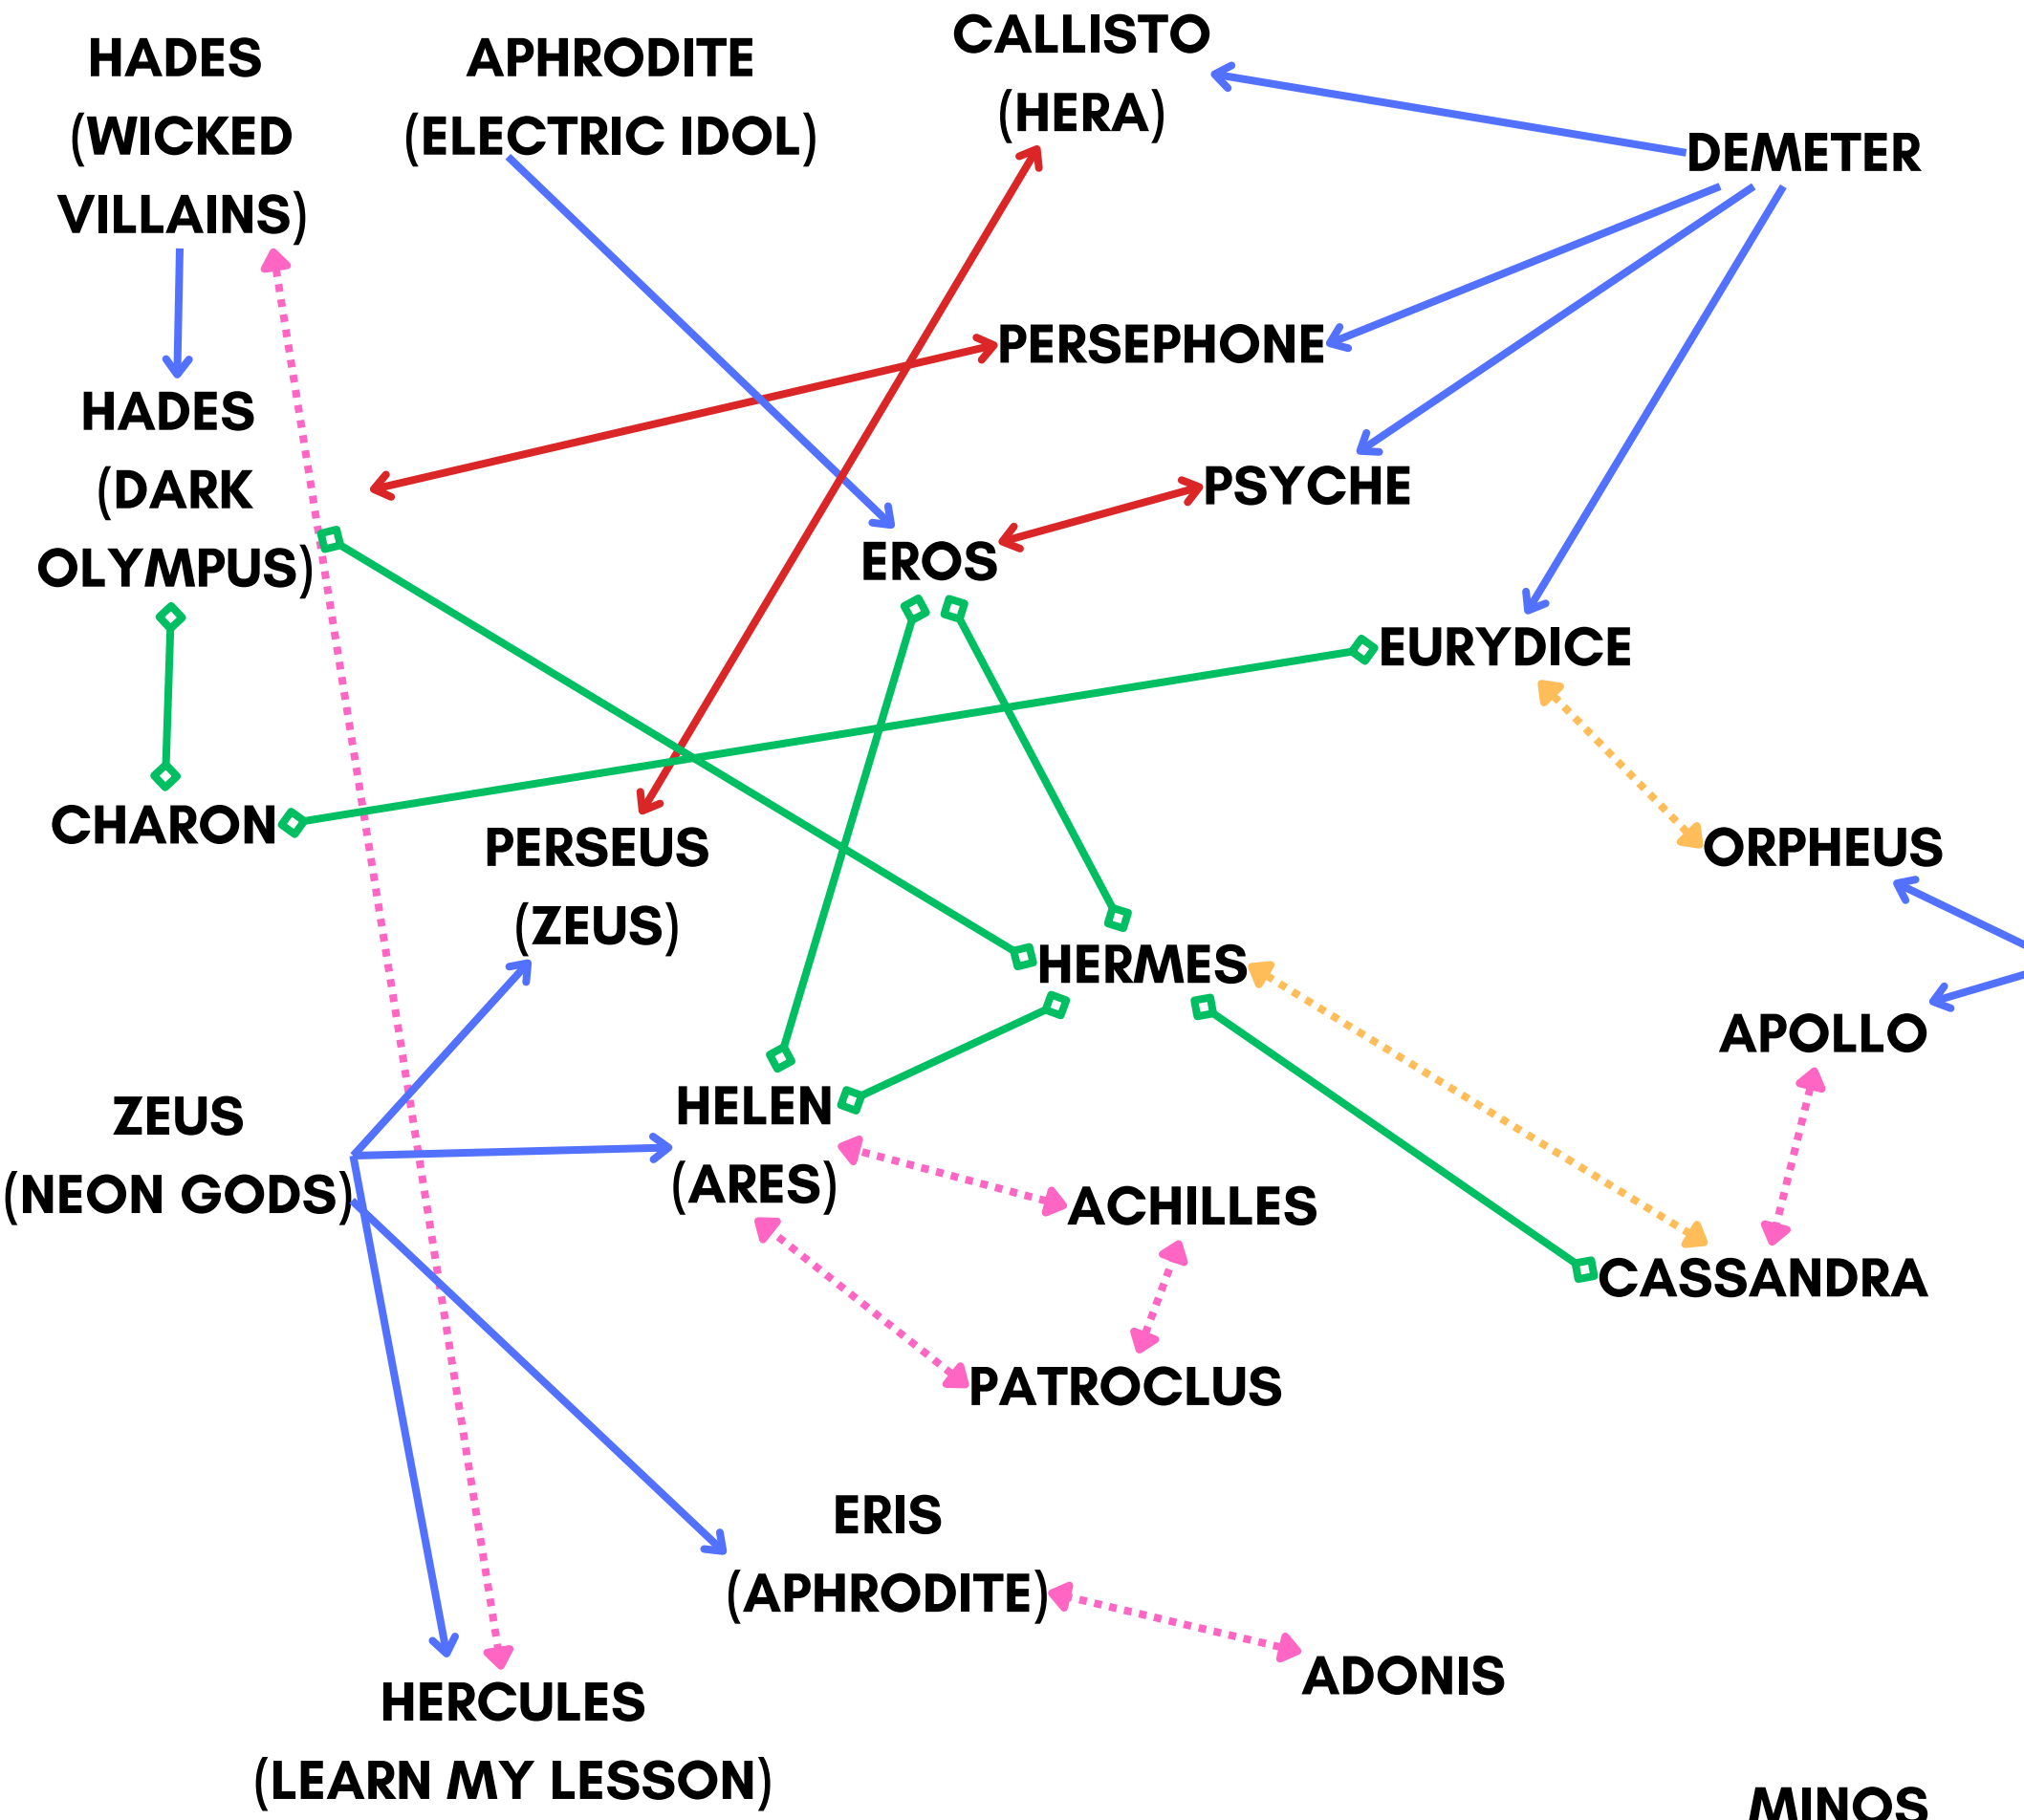 HADES
(WICKED
VILLAINS)
APHRODITE
(ELECTRIC IDOL)
CALLISTO
(HERA)
DEMETER
PERSEPHONE
HADES
(DARK
OLYMPUS)
PSYCHE
EROS
EURYDICE
CHARON
PERSEUS
(ZEUS)
ORPHEUS
HERMES
APOLLO
ZEUS
(NEON GODS)
HELEN
(ARES)
ACHILLES
CASSANDRA
PATROCLUS
ERIS
(APHRODITE)
ADONIS
HERCULES
(LEARN MY LESSON)
MINOS